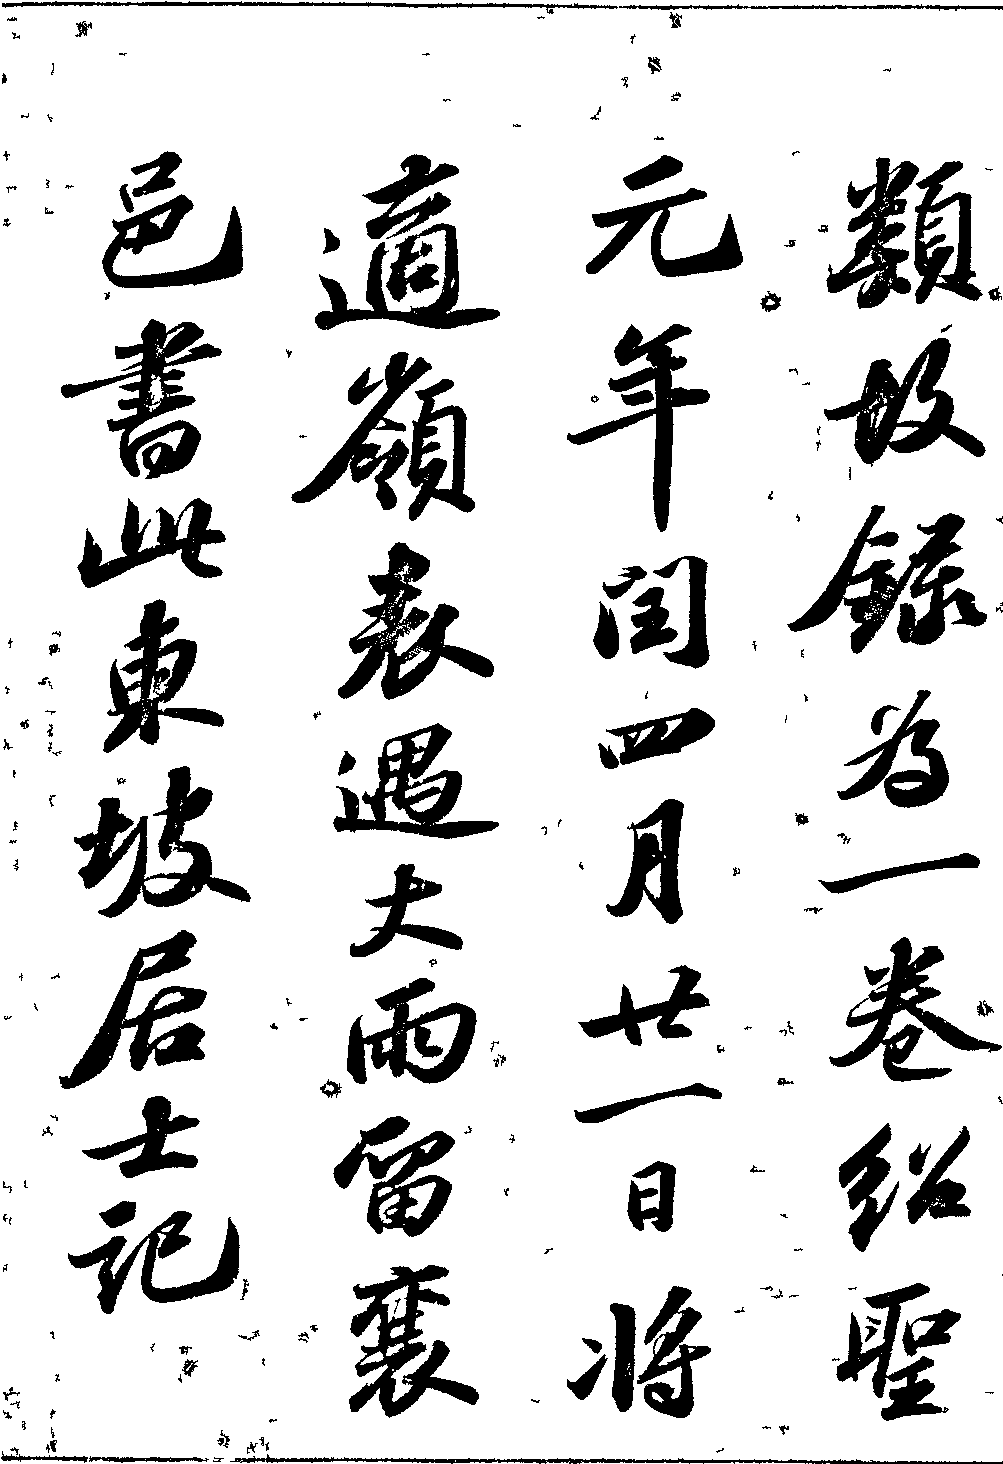 類故錄為一卷紹聖
元年閏四月廿一日將
適嶺表遇大雨留襄
邑書此東坡居士記